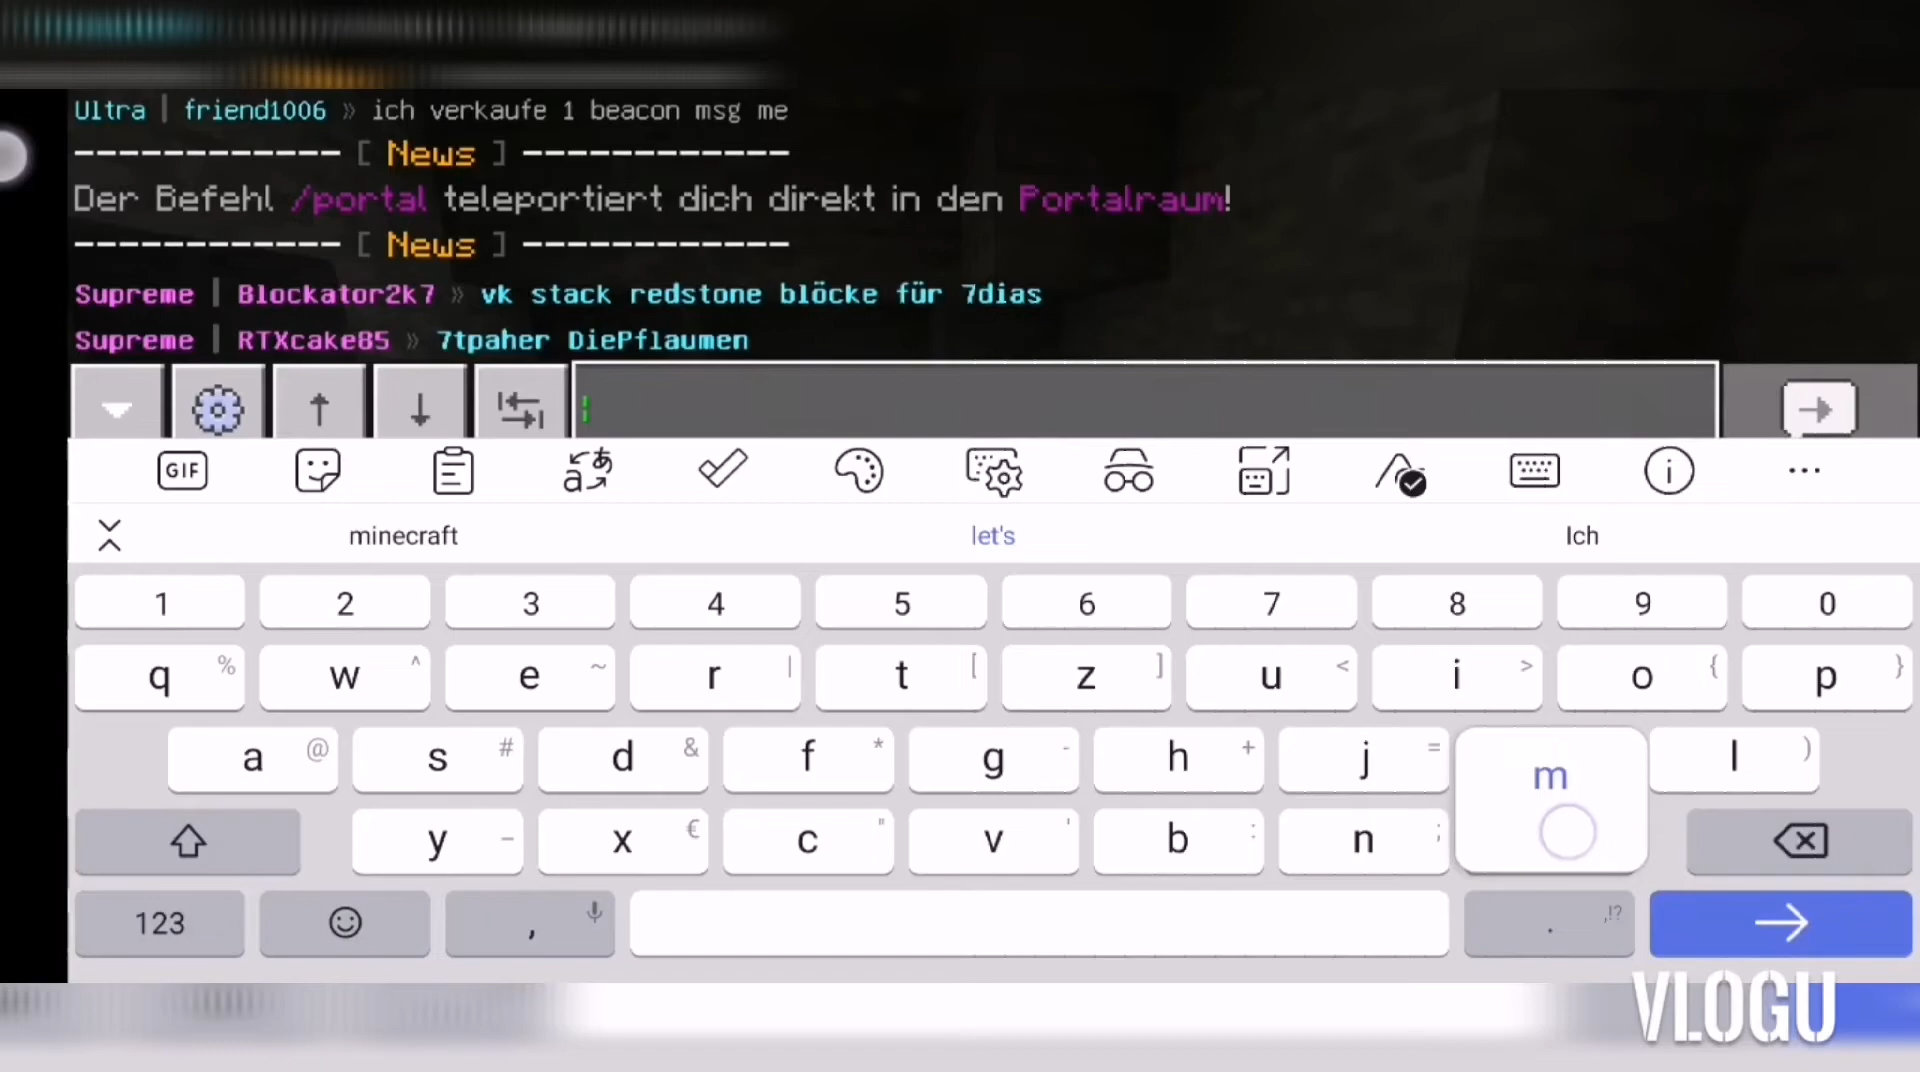 Ultra | friend1006 » ich verkaufe 1 beacon msg me
------------ [ News ] ------------
Der Befehl /portal teleportiert dich direkt in den Portalraum!
------------ [ News ] ------------
Supreme | Blockator2k7 » vk stack redstone blöcke für 7dias
Supreme | RTXcake85 » 7tpaher DiePflaumen
GIF
minecraft let's Ich
1 2 3 4 5 6 7 8 9 0
q % w ^ e ~ r | t [ z ] u < i > o { p }
a @ s # d & f * g - h + j = m l )
y _ x € c " v ' b : n ;
123 , . ,!?
VLOGU